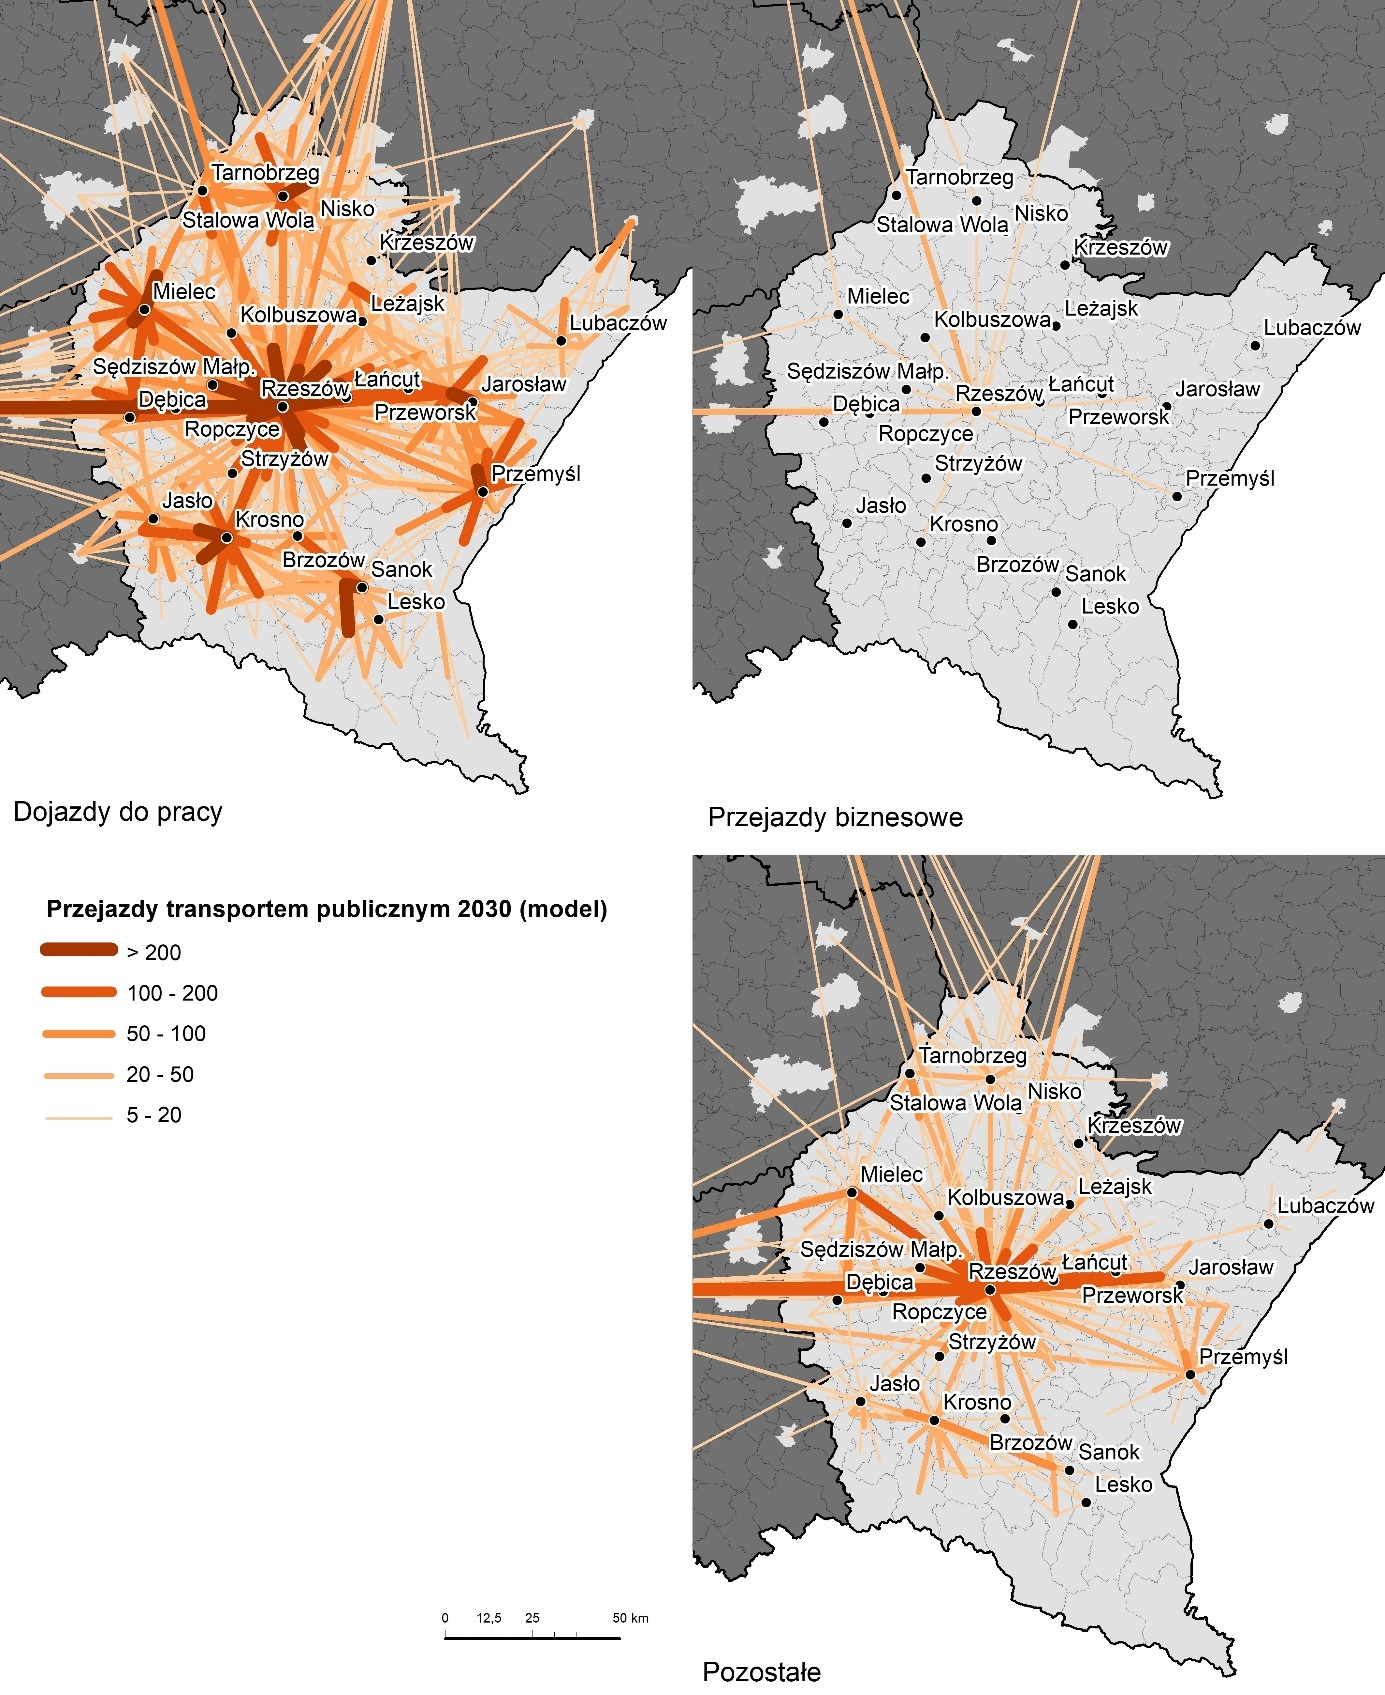 Tarnobrzeg
Stalowa Wola
Nisko
Krzeszów
Mielec
Kolbuszowa
Leżajsk
Lubaczów
Sędziszów Małp.
Rzeszów
Łańcut
Jarosław
Dębica
Przeworsk
Ropczyce
Strzyżów
Przemyśl
Jasło
Krosno
Brzozów
Sanok
Lesko
Dojazdy do pracy
Tarnobrzeg
Stalowa Wola
Nisko
Krzeszów
Mielec
Kolbuszowa
Leżajsk
Lubaczów
Sędziszów Małp.
Rzeszów
Łańcut
Jarosław
Dębica
Przeworsk
Ropczyce
Strzyżów
Przemyśl
Jasło
Krosno
Brzozów
Sanok
Lesko
Przejazdy biznesowe
Przejazdy transportem publicznym 2030 (model)
> 200
100 - 200
50 - 100
20 - 50
5 - 20
0 12,5 25 50 km
Tarnobrzeg
Stalowa Wola
Nisko
Krzeszów
Mielec
Kolbuszowa
Leżajsk
Lubaczów
Sędziszów Małp.
Rzeszów
Łańcut
Jarosław
Dębica
Przeworsk
Ropczyce
Strzyżów
Przemyśl
Jasło
Krosno
Brzozów
Sanok
Lesko
Pozostałe